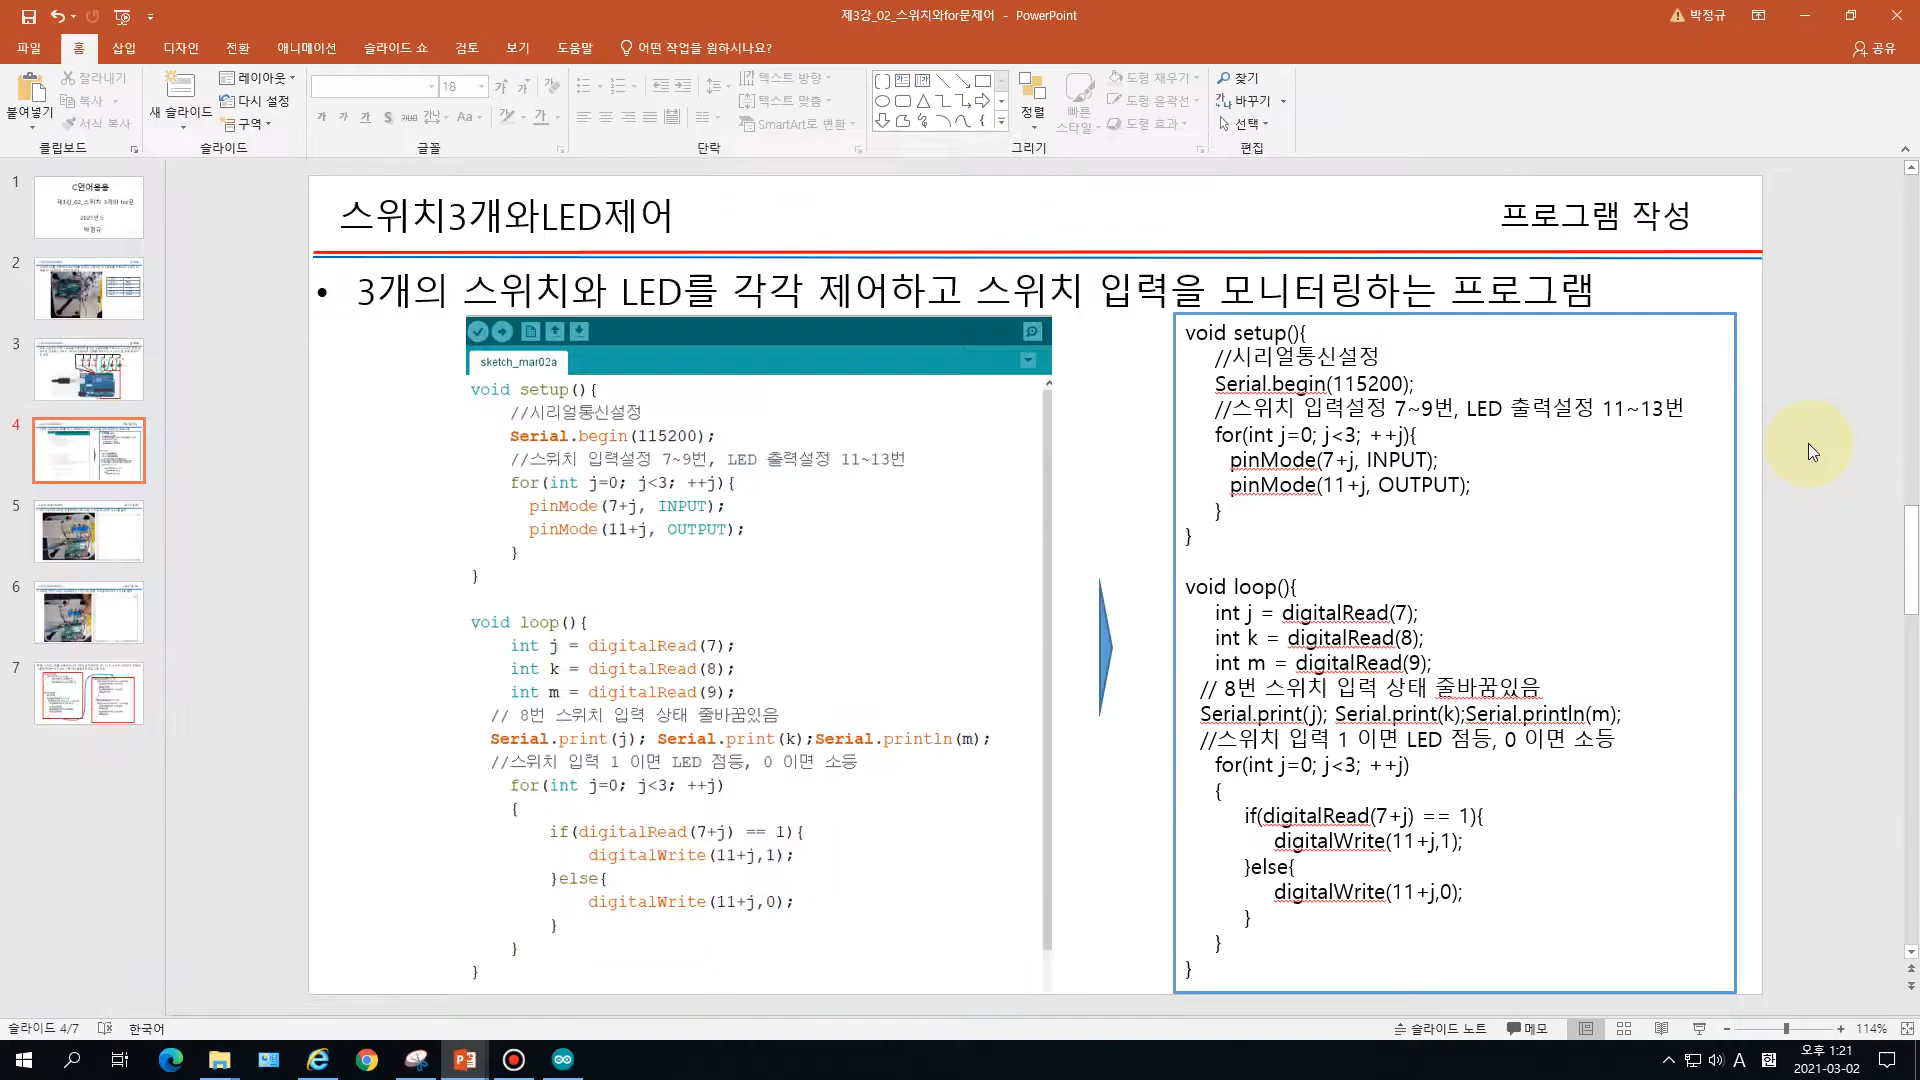 제3강_02_스위치와for문제어 - PowerPoint
박정규
파일 홈 삽입 디자인 전환 애니메이션 슬라이드 쇼 검토 보기 도움말 어떤 작업을 원하시나요? 공유
붙여넣기 잘라내기 복사 서식 복사
클립보드
새 슬라이드 레이아웃 다시 설정 구역
슬라이드
18
글꼴
텍스트 방향 텍스트 맞춤 SmartArt로 변환
단락
정렬 빠른 스타일 도형 채우기 도형 윤곽선 도형 효과
그리기
찾기 바꾸기 선택
편집
1
C언어응용
2021년도
박정규
2
3
4
5
6
7
스위치3개와LED제어
프로그램 작성
• 3개의 스위치와 LED를 각각 제어하고 스위치 입력을 모니터링하는 프로그램
sketch_mar02a
void setup(){
//시리얼통신설정
Serial.begin(115200);
//스위치 입력설정 7~9번, LED 출력설정 11~13번
for(int j=0; j<3; ++j){
pinMode(7+j, INPUT);
pinMode(11+j, OUTPUT);
}
}
void loop(){
int j = digitalRead(7);
int k = digitalRead(8);
int m = digitalRead(9);
// 8번 스위치 입력 상태 줄바꿈있음
Serial.print(j); Serial.print(k);Serial.println(m);
//스위치 입력 1 이면 LED 점등, 0 이면 소등
for(int j=0; j<3; ++j)
{
if(digitalRead(7+j) == 1){
digitalWrite(11+j,1);
}else{
digitalWrite(11+j,0);
}
}
}
void setup(){
//시리얼통신설정
Serial.begin(115200);
//스위치 입력설정 7~9번, LED 출력설정 11~13번
for(int j=0; j<3; ++j){
pinMode(7+j, INPUT);
pinMode(11+j, OUTPUT);
}
}
void loop(){
int j = digitalRead(7);
int k = digitalRead(8);
int m = digitalRead(9);
// 8번 스위치 입력 상태 줄바꿈있음
Serial.print(j); Serial.print(k);Serial.println(m);
//스위치 입력 1 이면 LED 점등, 0 이면 소등
for(int j=0; j<3; ++j)
{
if(digitalRead(7+j) == 1){
digitalWrite(11+j,1);
}else{
digitalWrite(11+j,0);
}
}
}
슬라이드 4/7 한국어 슬라이드 노트 메모 114%
A 한 오후 1:21
2021-03-02